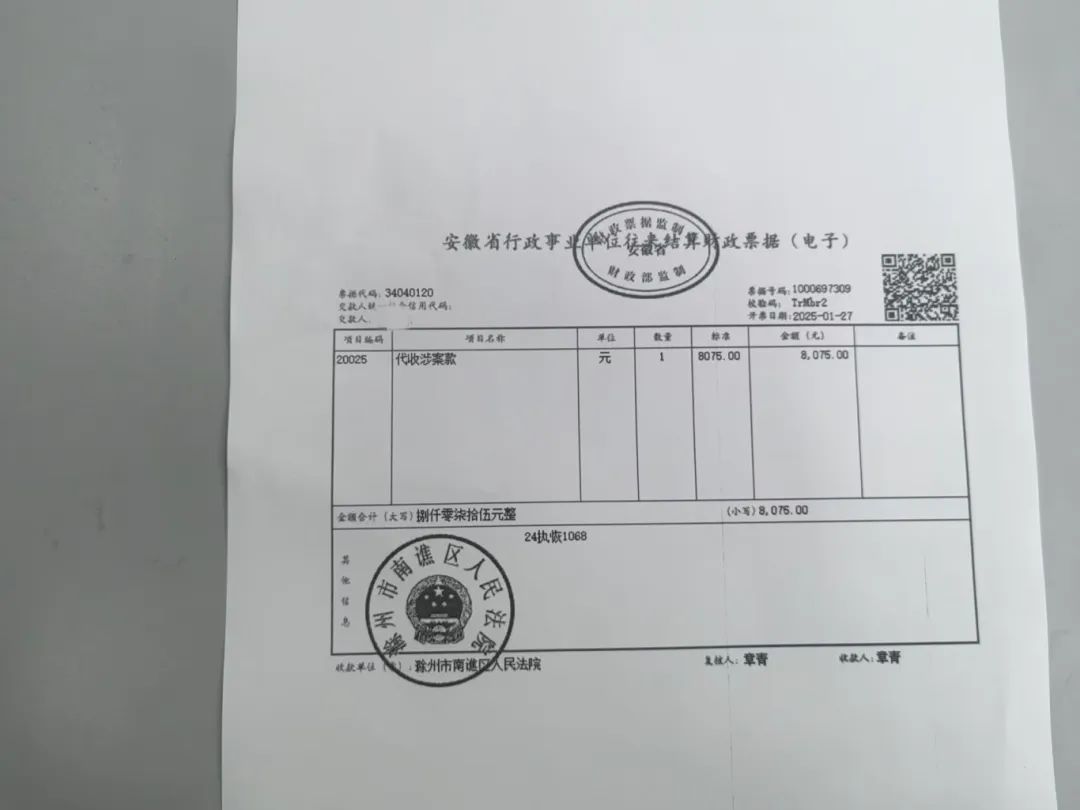 安徽省行政事业单位往来结算财政票据（电子）
财政票据监制
安徽省
财政部监制
票据代码：34040120
票据号码：1000697309
交款人统一社会信用代码：
校验码： TrMbr2
交款人：
开票日期：2025-01-27
项目编码 项目名称 单位 数量 标准 金额（元） 备注
20025 代收涉案款 元 1 8075.00 8,075.00
金额合计（大写）捌仟零柒拾伍元整 （小写）8,075.00
24执恢1068
其他信息
滁州市南谯区人民法院
收款单位（章）：滁州市南谯区人民法院 复核人：章青 收款人：章青